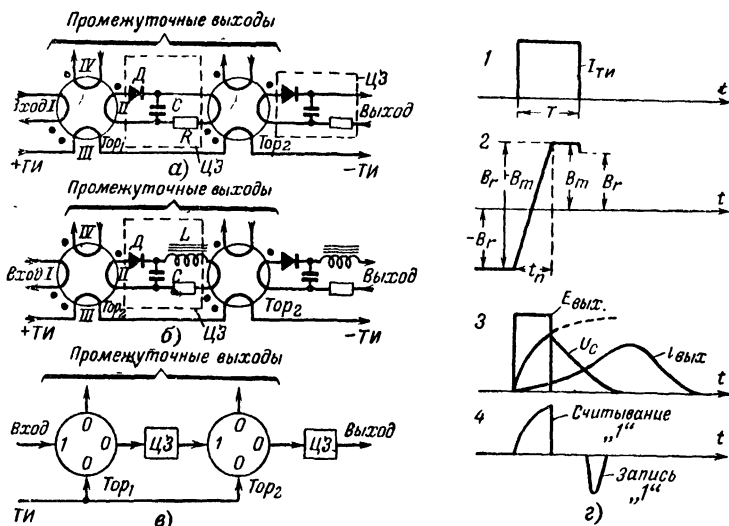 Промежуточные выходы
IV
Д
ЦЗ
Вход I
II
C
R
Выход
III
Тор₁
Тор₂
+ТИ
а)
ЦЗ
-ТИ
Промежуточные выходы
IV
Д
L
Вход I
II
C
Выход
III
Тор₂
Тор₂
+ТИ
б)
ЦЗ
-ТИ
Промежуточные выходы
Вход
1
0
0
0
ЦЗ
1
0
0
0
ЦЗ
Выход
Тор₁
Тор₂
ТИ
в)
1
I ТИ
t
T
2
Br+Bm
Bm
Br
t
-Br
tп
3
Eвых.
Uc
iвых
t
4
Считывание
„1“
t
Запись
„1“
г)